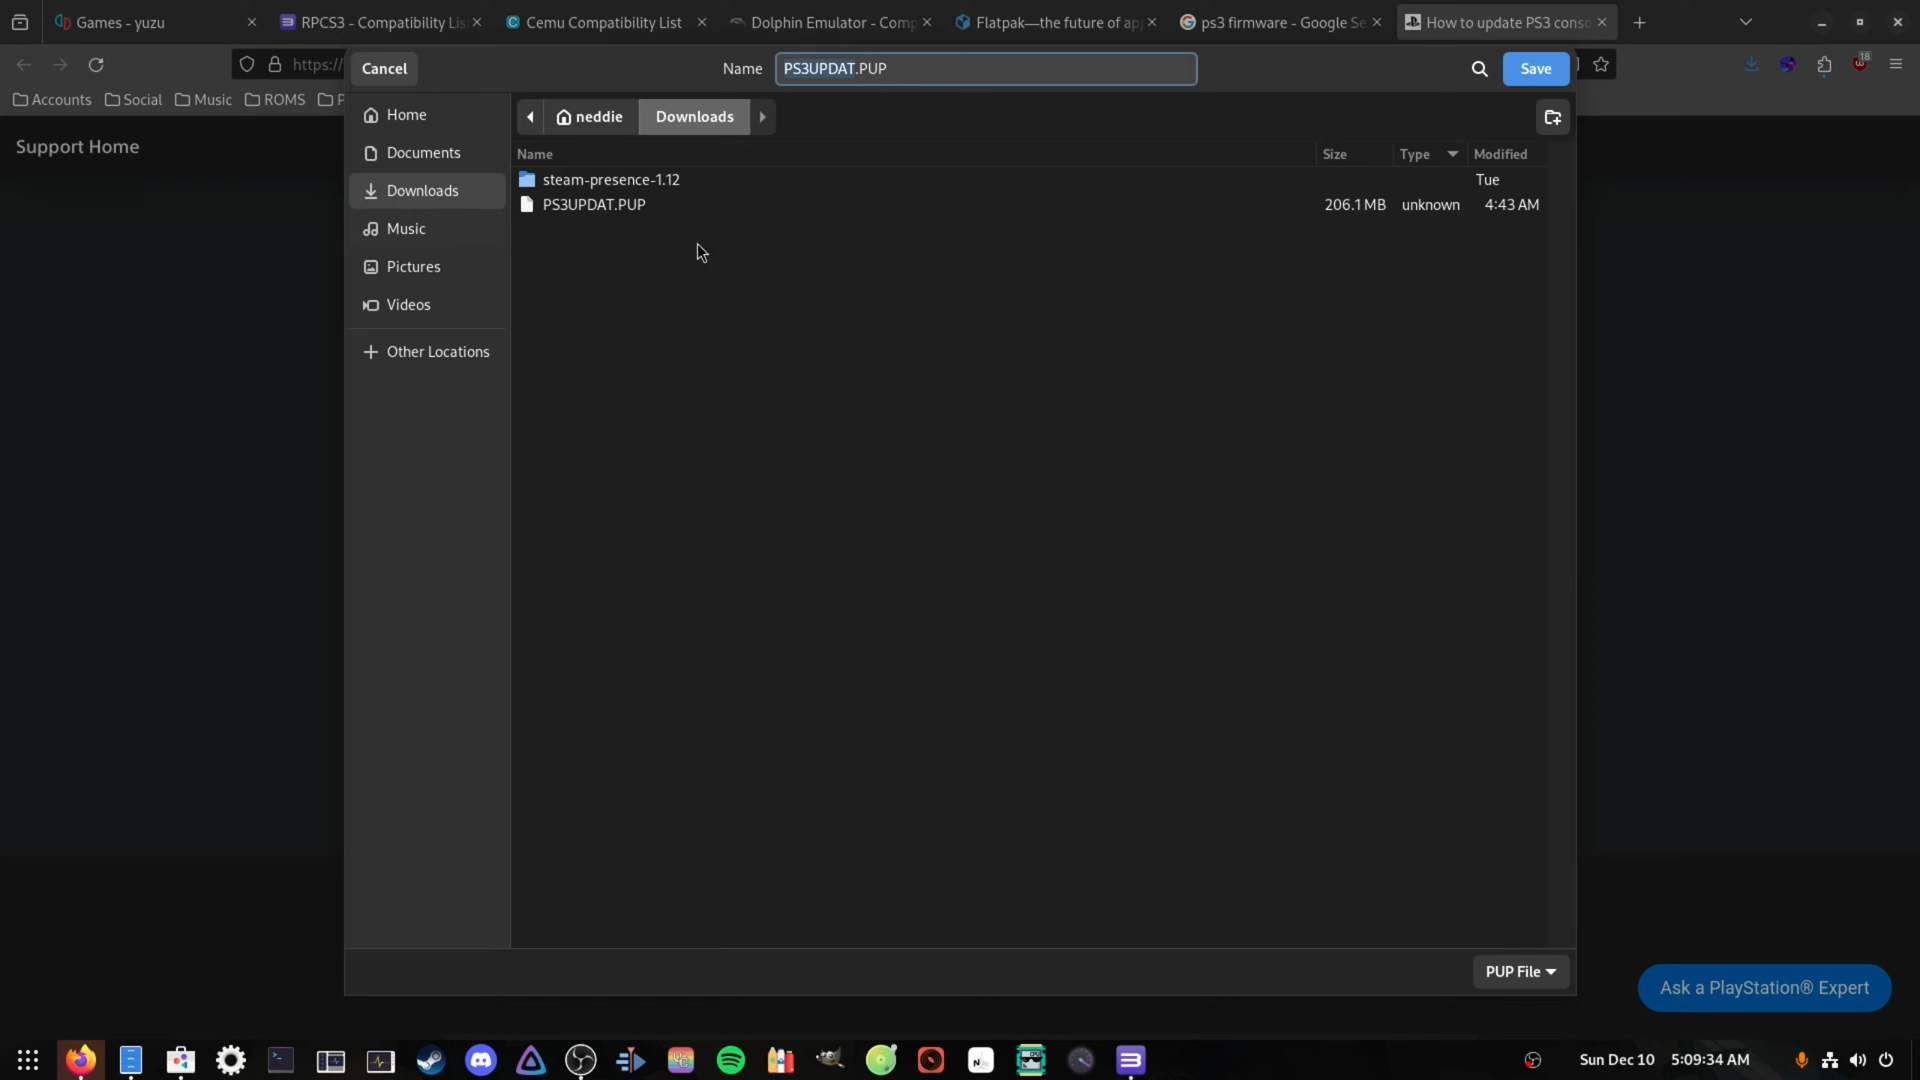 Games - yuzu
RPCS3 - Compatibility Lis
Cemu Compatibility List
Dolphin Emulator - Comp
Flatpak—the future of ap
ps3 firmware - Google Se
How to update PS3 conso
https://
18
Cancel
Name
PS3UPDAT.PUP
Save
Accounts
Social
Music
ROMS
Support Home
Home
Documents
Downloads
Music
Pictures
Videos
Other Locations
neddie
Downloads
Name
Size
Type
Modified
steam-presence-1.12
Tue
PS3UPDAT.PUP
206.1 MB
unknown
4:43 AM
PUP File
Ask a PlayStation® Expert
Sun Dec 10 5:09:34 AM